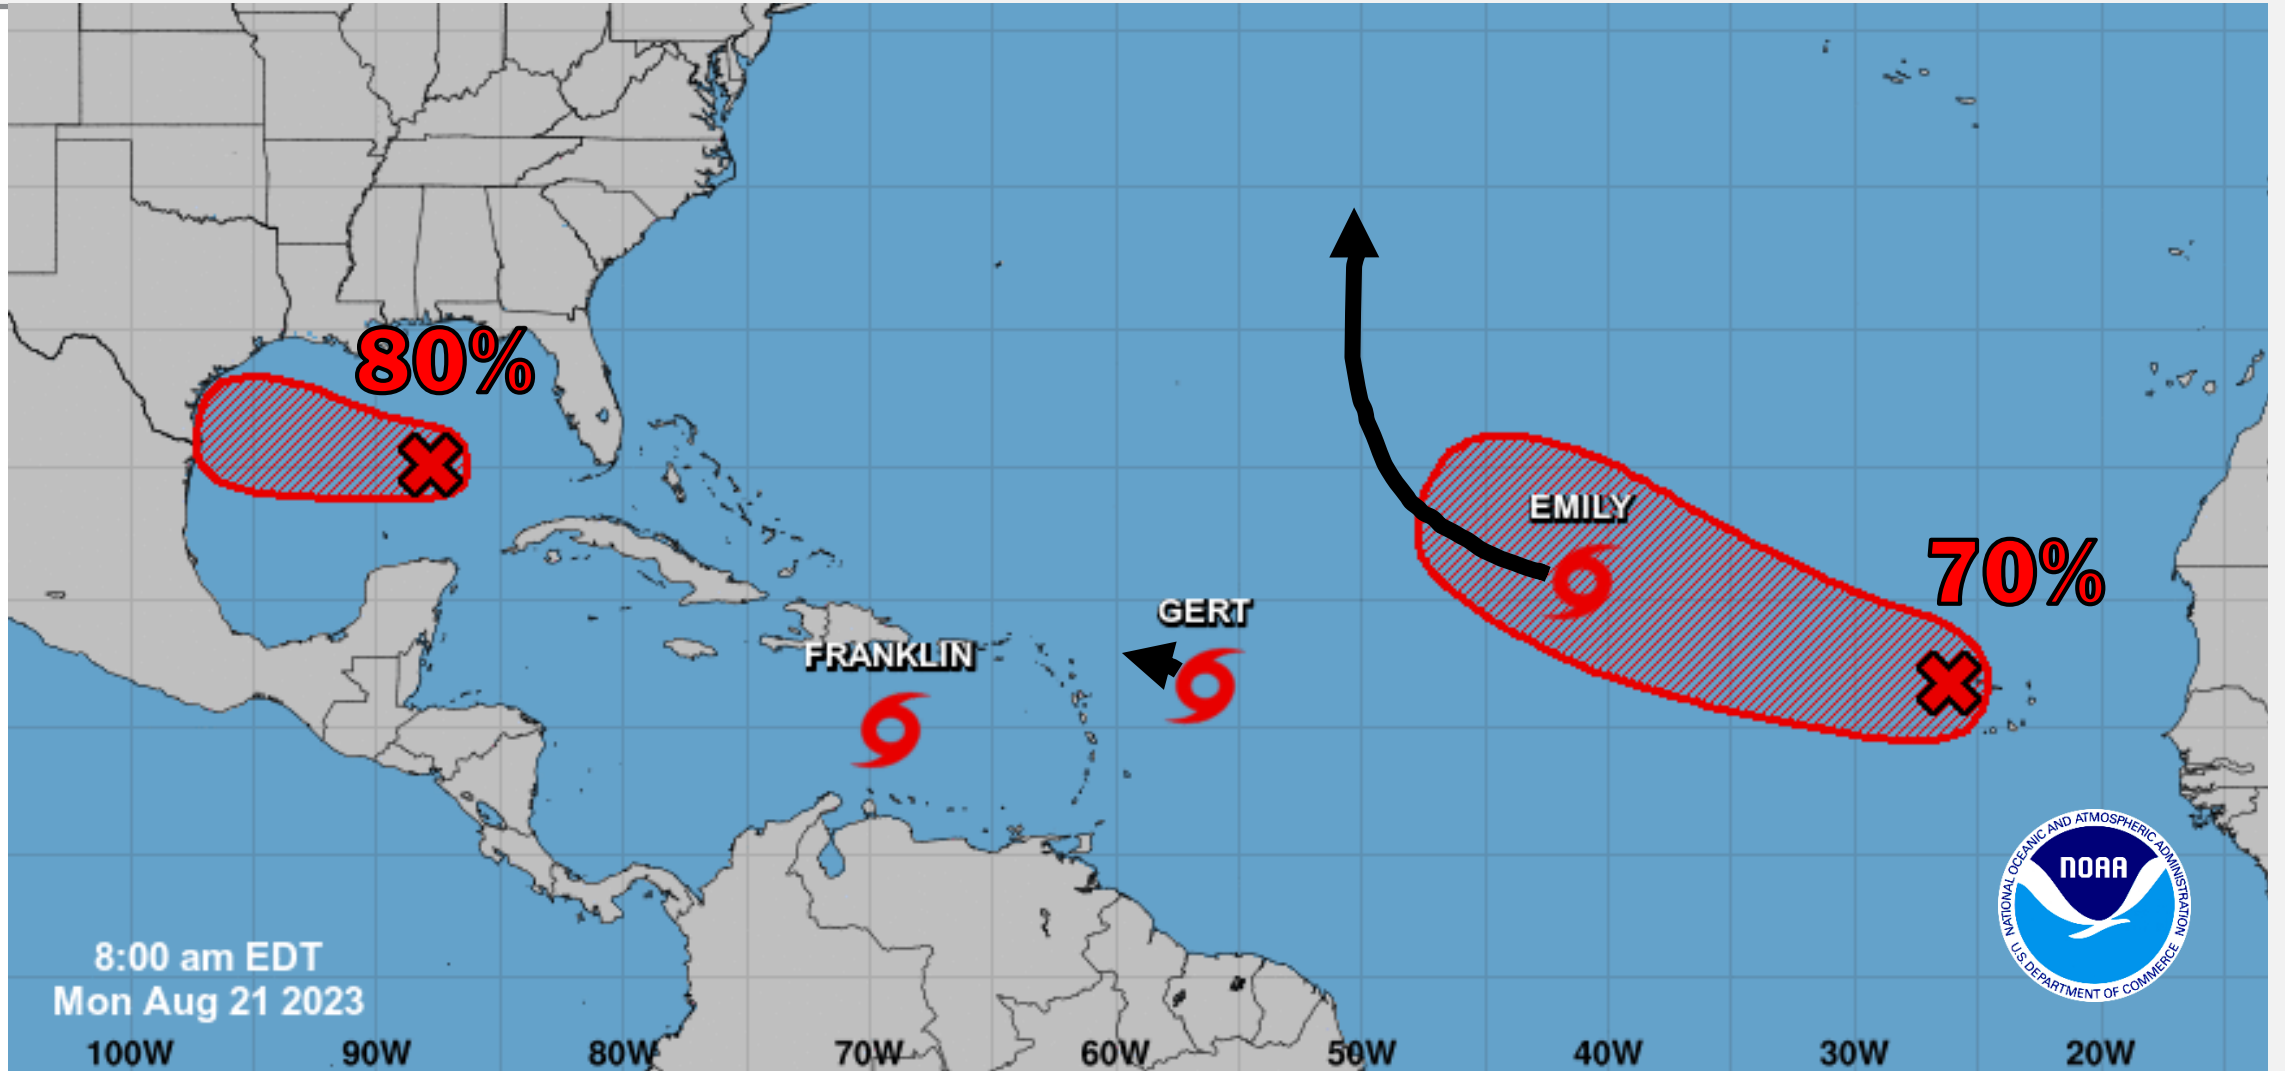 80%
EMILY
70%
GERT
FRANKLIN
NATIONAL OCEANIC AND ATMOSPHERIC ADMINISTRATION
NOAA
U.S. DEPARTMENT OF COMMERCE
8:00 am EDT
Mon Aug 21 2023
100W 90W 80W 70W 60W 50W 40W 30W 20W